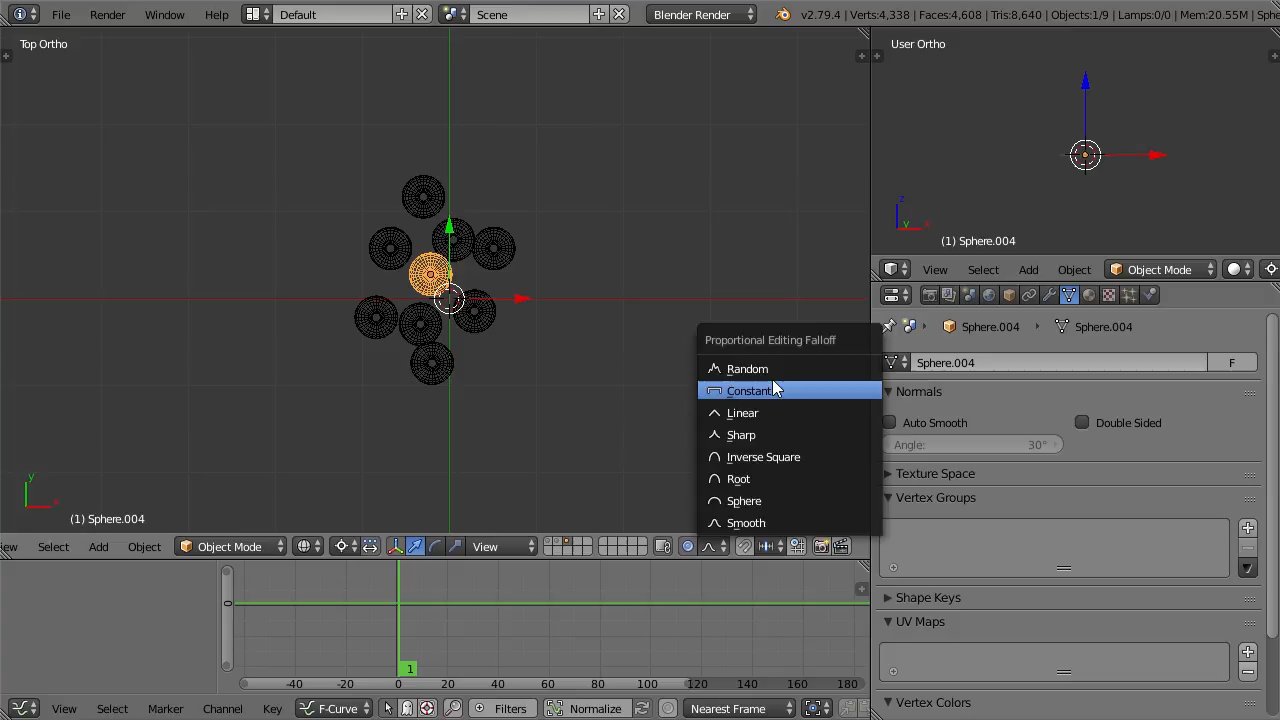 File Render Window Help Default Scene Blender Render v2.79.4 | Verts:4,338 | Faces:4,608 | Tris:8,640 | Objects:1/9 | Lamps:0/0 | Mem:20.55M | Sphe
Top Ortho
User Ortho
z
y x
(1) Sphere.004
View Select Add Object Object Mode
Sphere.004 Sphere.004
Sphere.004 F
Normals
Auto Smooth Double Sided
Angle: 30°
Texture Space
Vertex Groups
Shape Keys
UV Maps
Vertex Colors
Proportional Editing Falloff
Random
Constant
Linear
Sharp
Inverse Square
Root
Sphere
Smooth
y
x
(1) Sphere.004
iew Select Add Object Object Mode View
0
1
-40 -20 0 20 40 60 80 100 120 140 160 180
View Select Marker Channel Key F-Curve Filters Normalize Nearest Frame